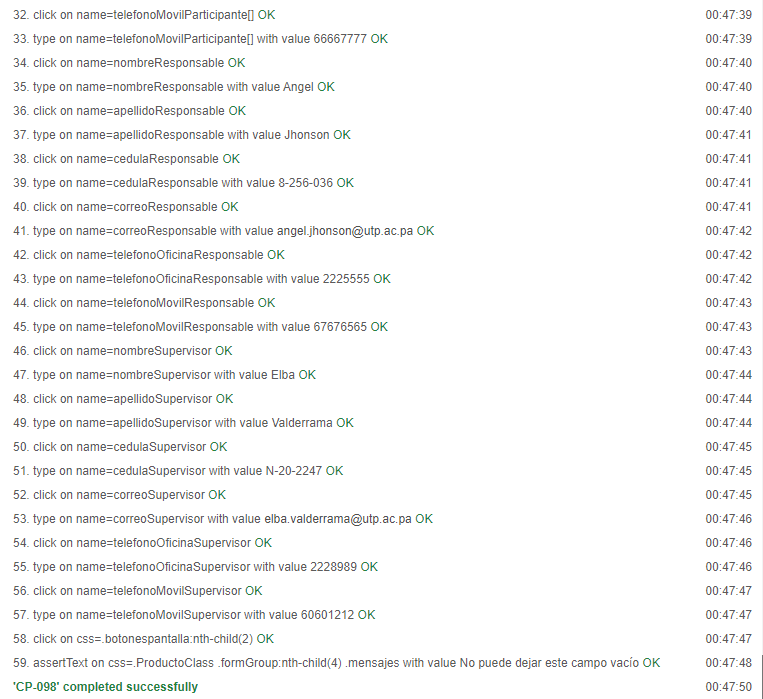 32. click on name=telefonoMovilParticipante[] OK 00:47:39
33. type on name=telefonoMovilParticipante[] with value 66667777 OK 00:47:39
34. click on name=nombreResponsable OK 00:47:40
35. type on name=nombreResponsable with value Angel OK 00:47:40
36. click on name=apellidoResponsable OK 00:47:40
37. type on name=apellidoResponsable with value Jhonson OK 00:47:41
38. click on name=cedulaResponsable OK 00:47:41
39. type on name=cedulaResponsable with value 8-256-036 OK 00:47:41
40. click on name=correoResponsable OK 00:47:41
41. type on name=correoResponsable with value angel.jhonson@utp.ac.pa OK 00:47:42
42. click on name=telefonoOficinaResponsable OK 00:47:42
43. type on name=telefonoOficinaResponsable with value 2225555 OK 00:47:42
44. click on name=telefonoMovilResponsable OK 00:47:43
45. type on name=telefonoMovilResponsable with value 67676565 OK 00:47:43
46. click on name=nombreSupervisor OK 00:47:43
47. type on name=nombreSupervisor with value Elba OK 00:47:44
48. click on name=apellidoSupervisor OK 00:47:44
49. type on name=apellidoSupervisor with value Valderrama OK 00:47:44
50. click on name=cedulaSupervisor OK 00:47:45
51. type on name=cedulaSupervisor with value N-20-2247 OK 00:47:45
52. click on name=correoSupervisor OK 00:47:45
53. type on name=correoSupervisor with value elba.valderrama@utp.ac.pa OK 00:47:46
54. click on name=telefonoOficinaSupervisor OK 00:47:46
55. type on name=telefonoOficinaSupervisor with value 2228989 OK 00:47:46
56. click on name=telefonoMovilSupervisor OK 00:47:47
57. type on name=telefonoMovilSupervisor with value 60601212 OK 00:47:47
58. click on css=.botonespantalla:nth-child(2) OK 00:47:47
59. assertText on css=.ProductoClass .formGroup:nth-child(4) .mensajes with value No puede dejar este campo vacío OK 00:47:48
'CP-098' completed successfully 00:47:50